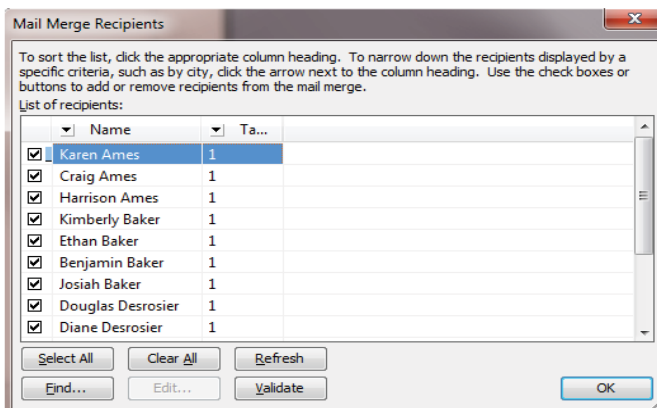 Mail Merge Recipients
To sort the list, click the appropriate column heading. To narrow down the recipients displayed by a
specific criteria, such as by city, click the arrow next to the column heading. Use the check boxes or
buttons to add or remove recipients from the mail merge.
List of recipients:
Name Ta...
Karen Ames 1
Craig Ames 1
Harrison Ames 1
Kimberly Baker 1
Ethan Baker 1
Benjamin Baker 1
Josiah Baker 1
Douglas Desrosier 1
Diane Desrosier 1
Select All Clear All Refresh
Find... Edit... Validate OK